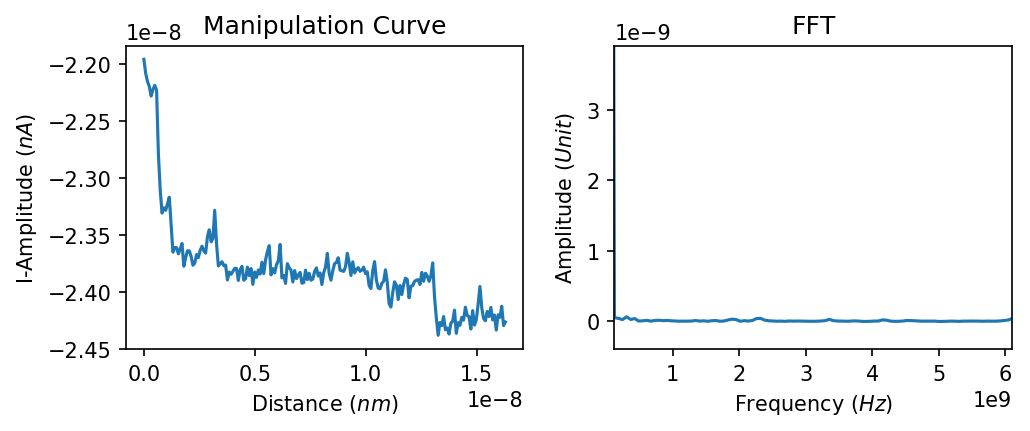 Manipulation Curve
1e−8
I-Amplitude (nA)
−2.20
−2.25
−2.30
−2.35
−2.40
−2.45
0.0 0.5 1.0 1.5
1e−8
Distance (nm)
FFT
1e−9
Amplitude (Unit)
3
2
1
0
1 2 3 4 5 6
1e9
Frequency (Hz)